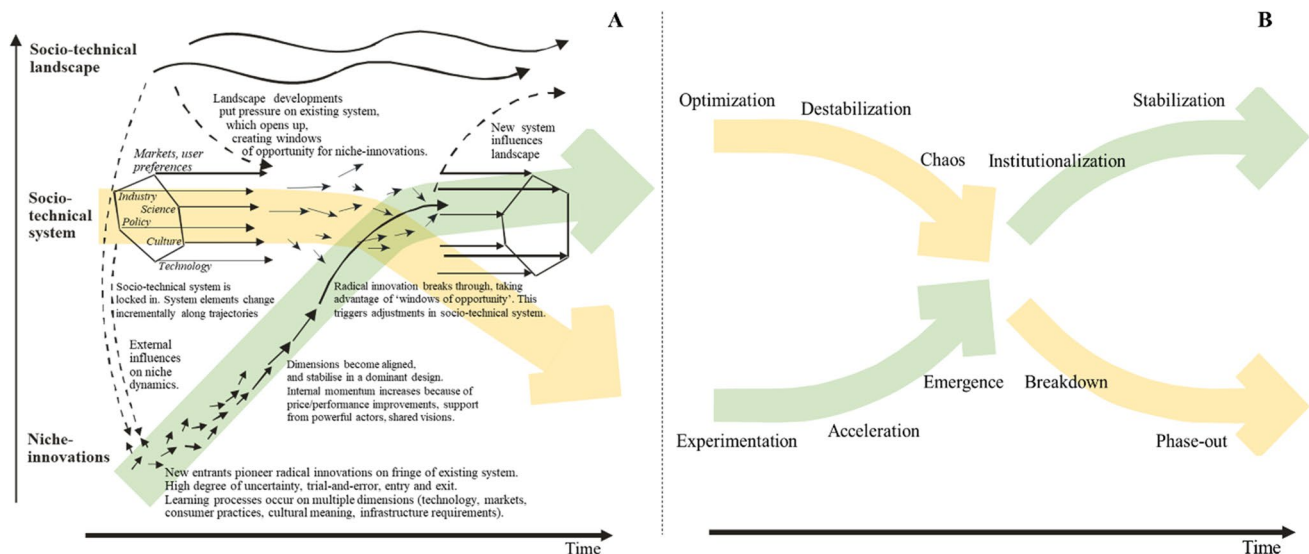 A
Socio-technical
landscape
Landscape developments
put pressure on existing system,
which opens up,
creating windows
of opportunity for niche-innovations.
New system
influences
landscape
Markets, user
preferences
Socio-
technical
system
Industry
Science
Policy
Culture
Technology
Socio-technical system is
locked in. System elements change
incrementally along trajectories
Radical innovation breks through, taking
advantage of ‘windows of opportunity’. This
triggers adjustments in socio-technical system.
External
influences
on niche
dynamics.
Dimensions become aligned,
and stabilise in a dominant design.
Internal momentum increases because of
price/performance improvements, support
from powerful actors, shared visions.
Niche-
innovations
New entrants pioneer radical innovations on fringe of existing system.
High degree of uncertainty, trial-and-error, entry and exit.
Learning processes occur on multiple dimensions (technology, markets,
consumer practices, cultural meaning, infrastructure requirements).
Time
B
Optimization
Destabilization
Chaos
Institutionalization
Stabilization
Experimentation
Acceleration
Emergence
Breakdown
Phase-out
Time